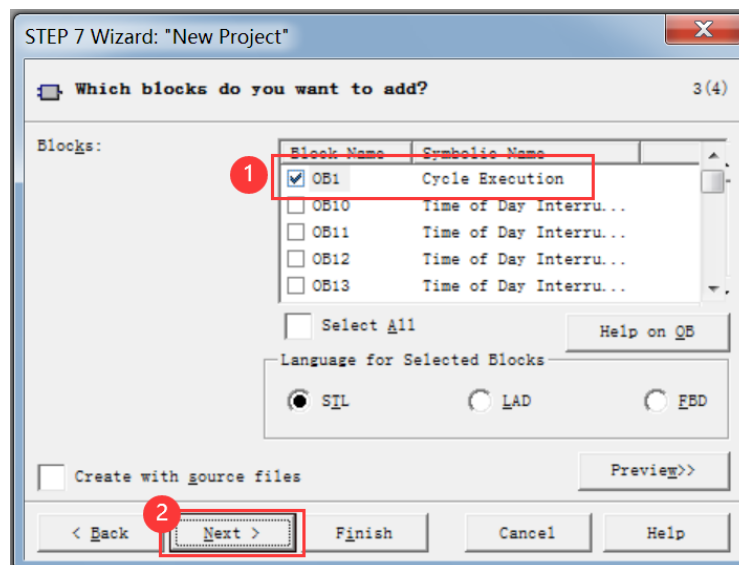 STEP 7 Wizard: "New Project"
Which blocks do you want to add?
3(4)
Blocks:
Block Name Symbolic Name
1
OB1 Cycle Execution
OB10 Time of Day Interru...
OB11 Time of Day Interru...
OB12 Time of Day Interru...
OB13 Time of Day Interru...
Select All
Help on OB
Language for Selected Blocks
STL LAD FBD
Create with source files
Preview>>
2
< Back Next > Finish Cancel Help